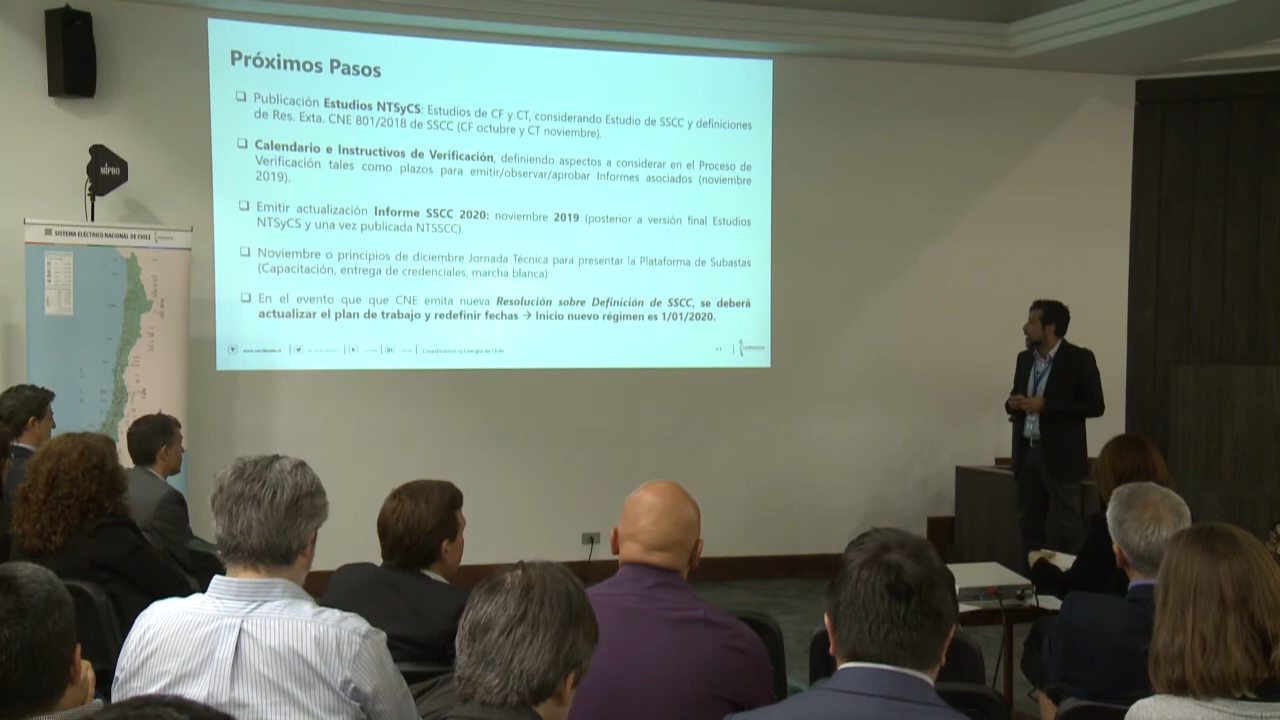 Próximos Pasos
Publicación Estudios NTSyCS: Estudios de CF y CT, considerando Estudio de SSCC y definiciones
de Res. Exta. CNE 801/2018 de SSCC (CF octubre y CT noviembre).
Calendario e Instructivos de Verificación, definiendo aspectos a considerar en el Proceso de
Verificación tales como plazos para emitir/observar/aprobar Informes asociados (noviembre
2019).
Emitir actualización Informe SSCC 2020: noviembre 2019 (posterior a versión final Estudios
NTSyCS y una vez publicada NTSSCC).
Noviembre o principios de diciembre Jornada Técnica para presentar la Plataforma de Subastas
(Capacitación, entrega de credenciales, marcha blanca)
En el evento que que CNE emita nueva Resolución sobre Definición de SSCC, se deberá
actualizar el plan de trabajo y redefinir fechas → Inicio nuevo régimen es 1/01/2020.
MIPRO
SISTEMA ELÉCTRICO NACIONAL DE CHILE
Coordinamos la Energía de Chile